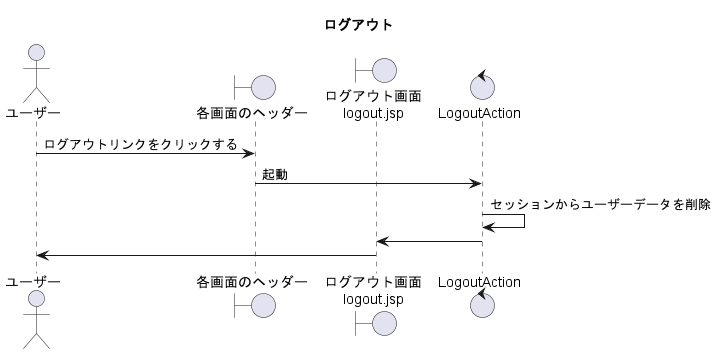 ログアウト
ユーザー
各画面のヘッダー
ログアウト画面
logout.jsp
LogoutAction
ログアウトリンクをクリックする
起動
セッションからユーザーデータを削除
ユーザー
各画面のヘッダー
ログアウト画面
logout.jsp
LogoutAction